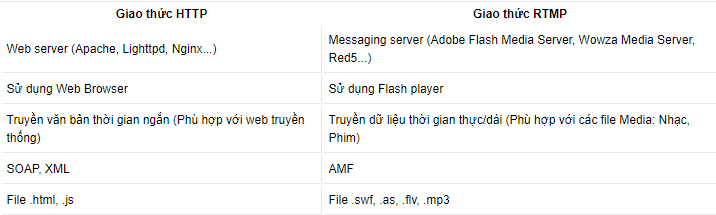 Giao thức HTTP
Giao thức RTMP
Web server (Apache, Lighttpd, Nginx...)
Messaging server (Adobe Flash Media Server, Wowza Media Server,
Red5...)
Sử dụng Web Browser
Sử dụng Flash player
Truyền văn bản thời gian ngắn (Phù hợp với web truyền
thống)
Truyền dữ liệu thời gian thực/dài (Phù hợp với các file Media: Nhạc,
Phim)
SOAP, XML
AMF
File .html, .js
File .swf, .as, .flv, .mp3